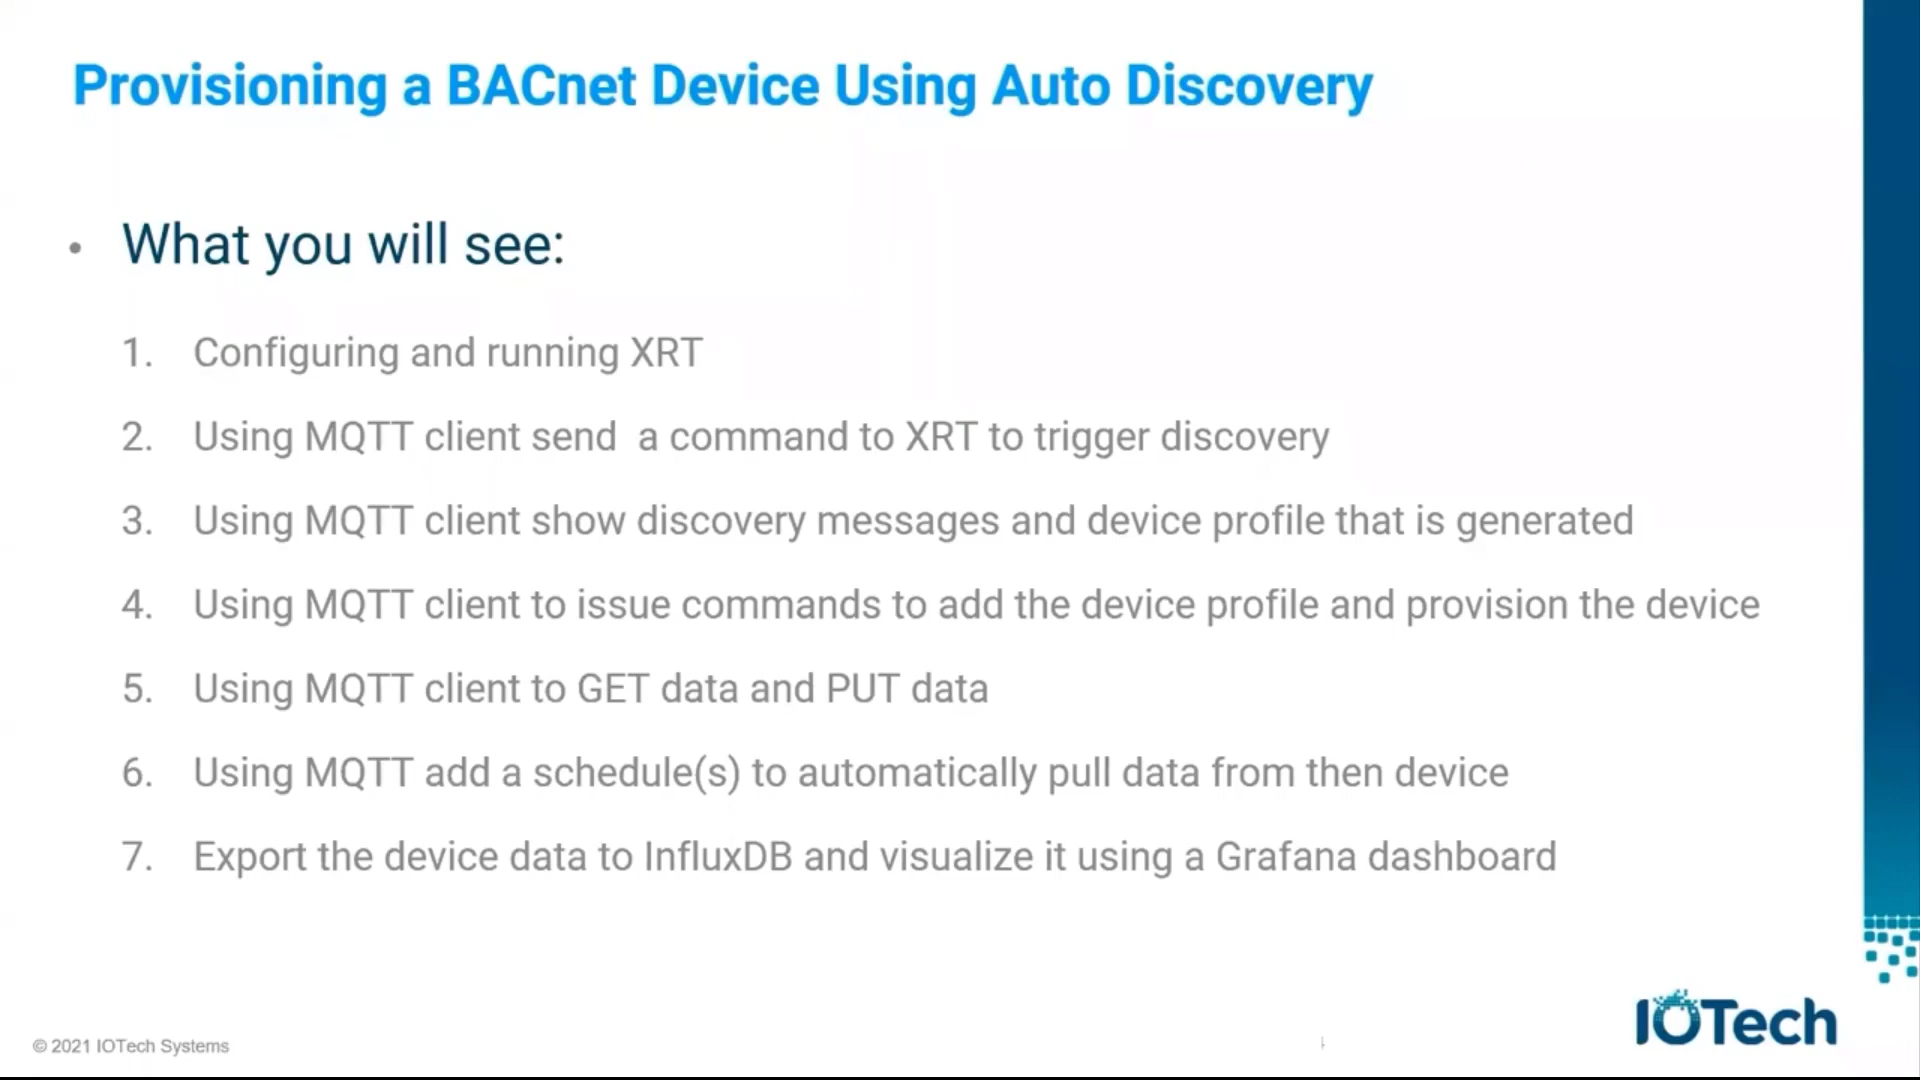 Provisioning a BACnet Device Using Auto Discovery
• What you will see:
1. Configuring and running XRT
2. Using MQTT client send  a command to XRT to trigger discovery
3. Using MQTT client show discovery messages and device profile that is generated
4. Using MQTT client to issue commands to add the device profile and provision the device
5. Using MQTT client to GET data and PUT data
6. Using MQTT add a schedule(s) to automatically pull data from then device
7. Export the device data to InfluxDB and visualize it using a Grafana dashboard
© 2021 IOTech Systems
IOTech